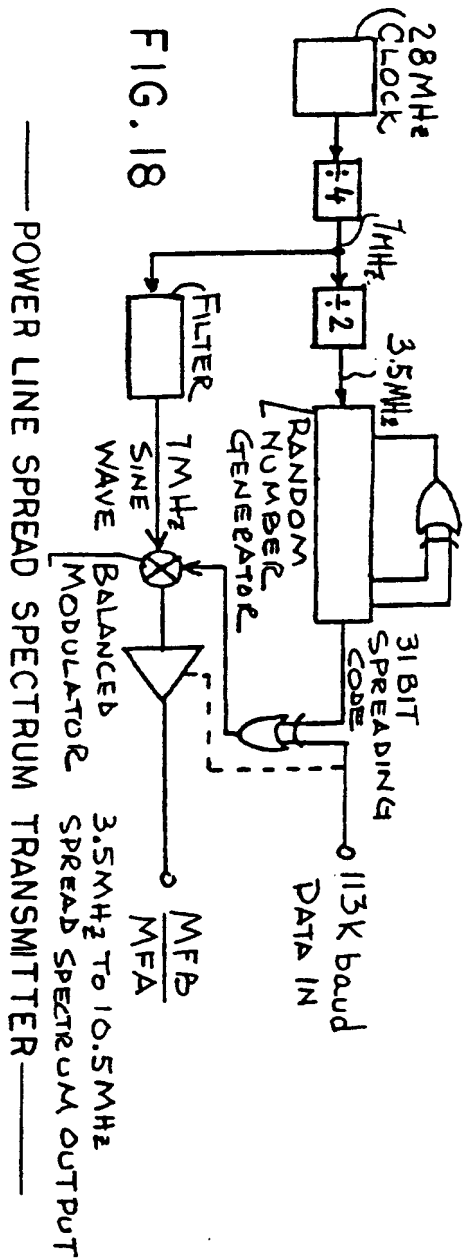 28MHz
CLOCK
÷4
7MHz
÷2
3.5MHz
RANDOM
NUMBER
GENERATOR
31 BIT
SPREADING
CODE
113K baud
DATA IN
FILTER
7MHz
SINE
WAVE
BALANCED
MODULATOR
MFB
MFA
3.5MHz TO 10.5MHz
SPREAD SPECTRUM OUTPUT
FIG. 18
POWER LINE SPREAD SPECTRUM TRANSMITTER